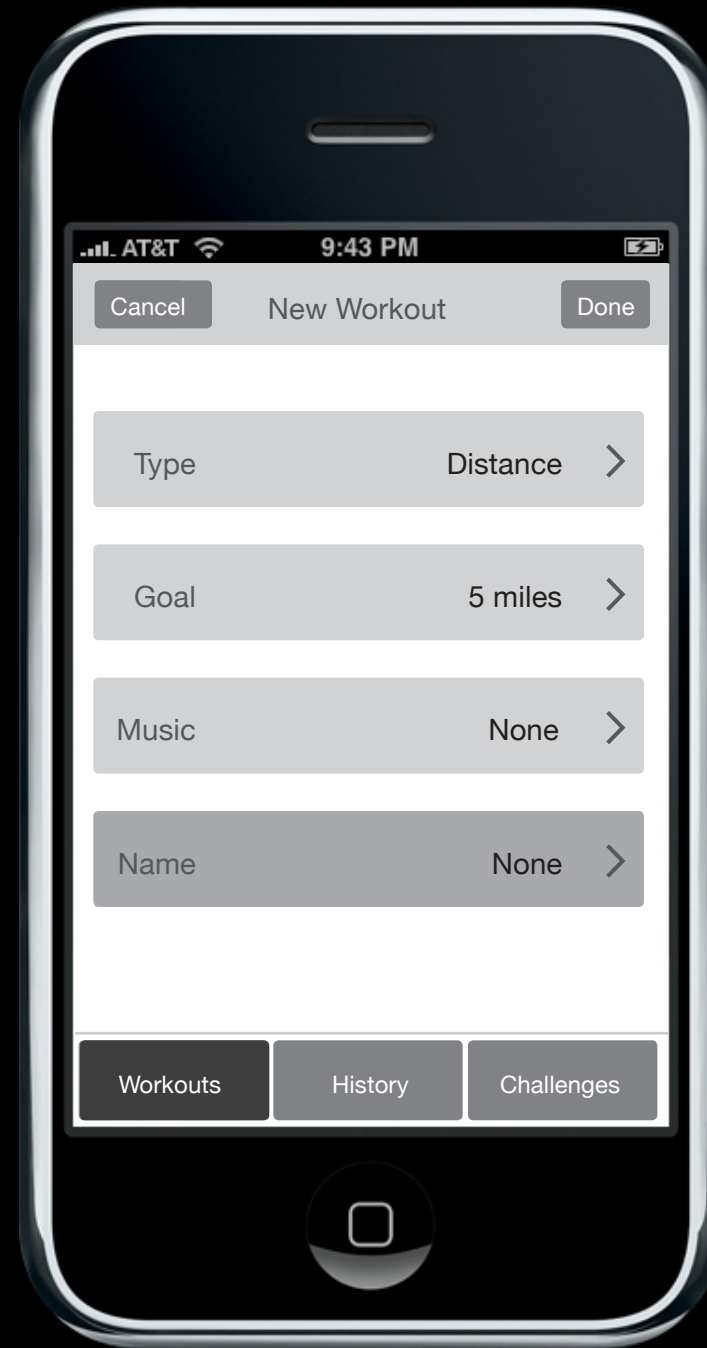 AT&T 9:43 PM
Cancel New Workout Done
Type Distance
Goal 5 miles
Music None
Name None
Workouts History Challenges